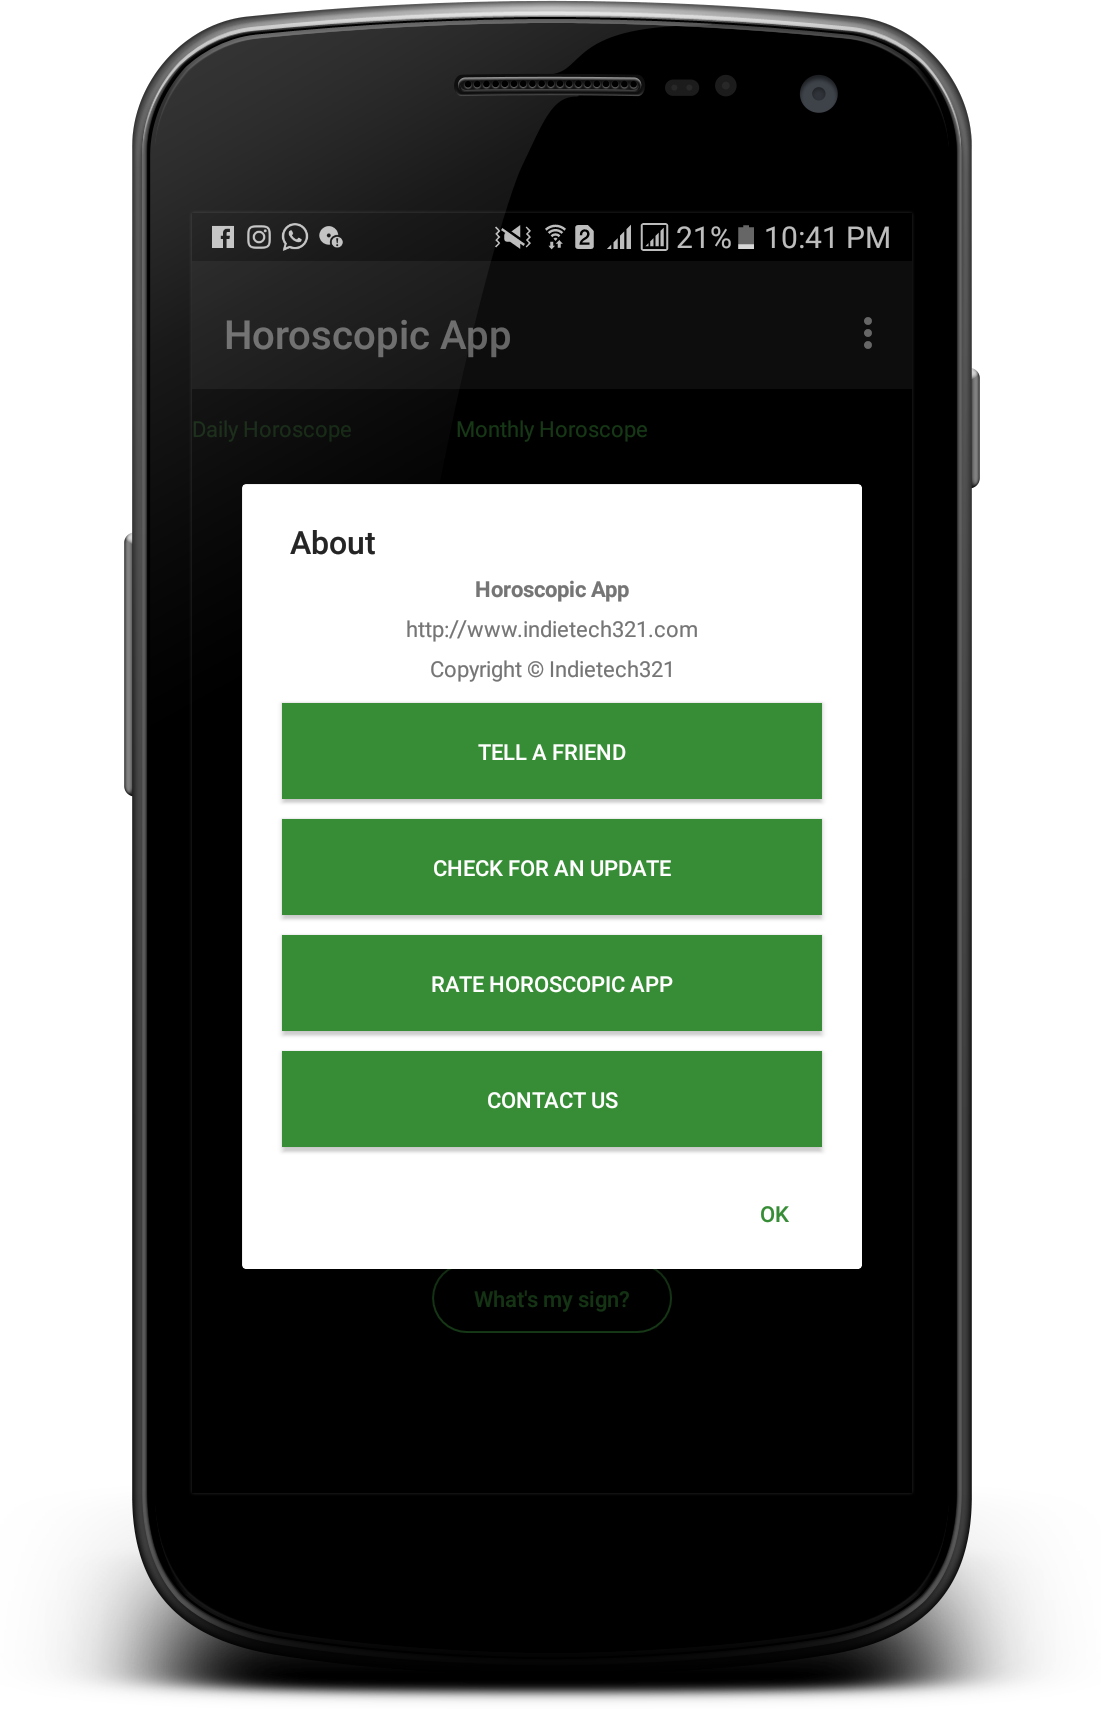 2 21% 10:41 PM
Horoscopic App
Daily Horoscope Monthly Horoscope
About
Horoscopic App
http://www.indietech321.com
Copyright © Indietech321
TELL A FRIEND
CHECK FOR AN UPDATE
RATE HOROSCOPIC APP
CONTACT US
OK
What's my sign?